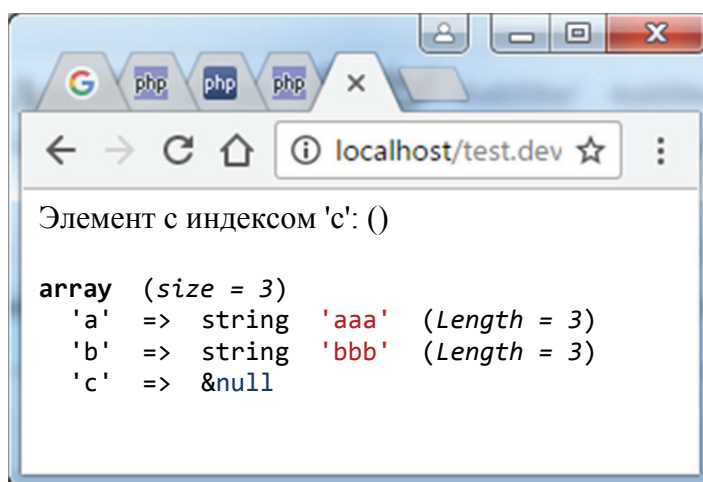 G php php php
localhost/test.dev
Элемент с индексом 'c': ()
array (size = 3)
'a' => string 'aaa' (Length = 3)
'b' => string 'bbb' (Length = 3)
'c' => &null